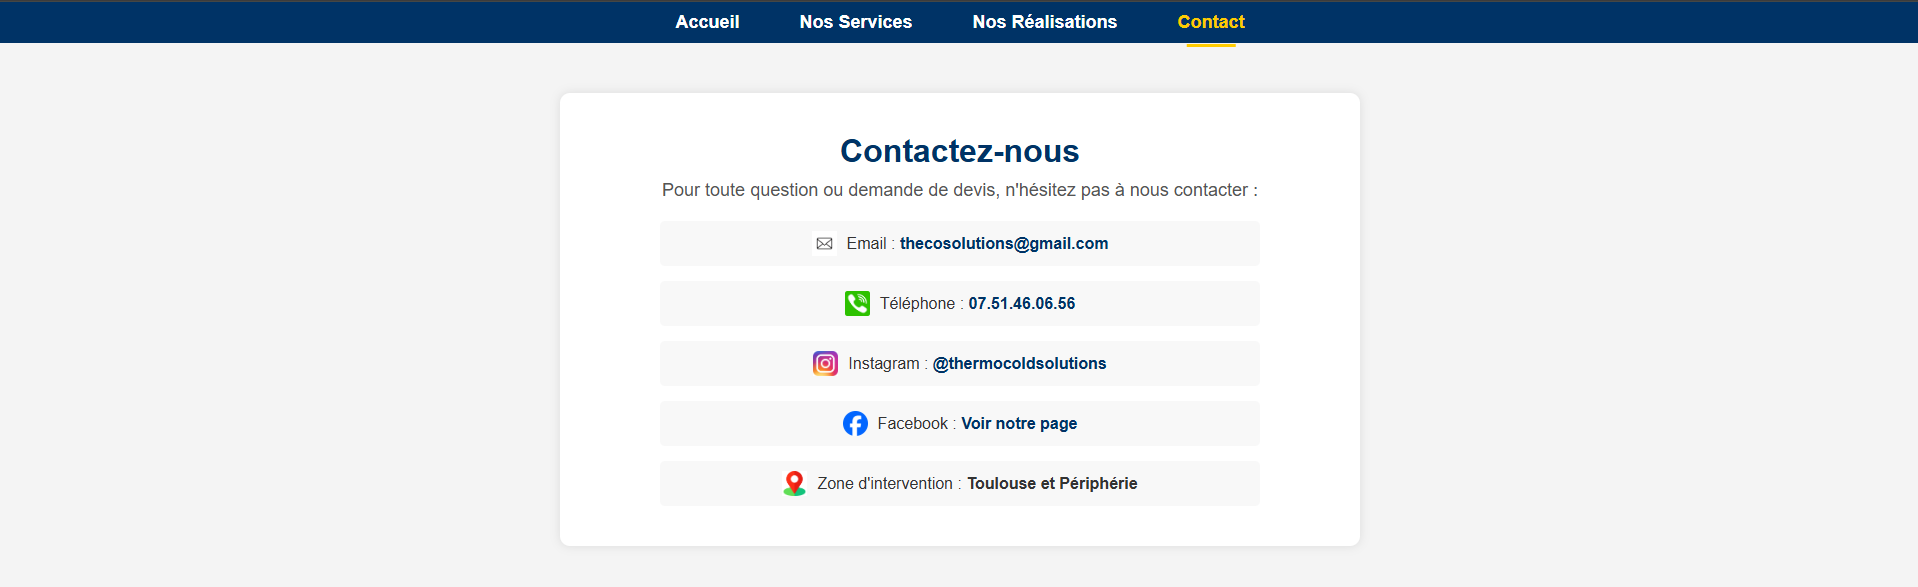 Accueil Nos Services Nos Réalisations Contact
Contactez-nous
Pour toute question ou demande de devis, n'hésitez pas à nous contacter :
Email : thecosolutions@gmail.com
Téléphone : 07.51.46.06.56
Instagram : @thermocoldsolutions
Facebook : Voir notre page
Zone d'intervention : Toulouse et Périphérie